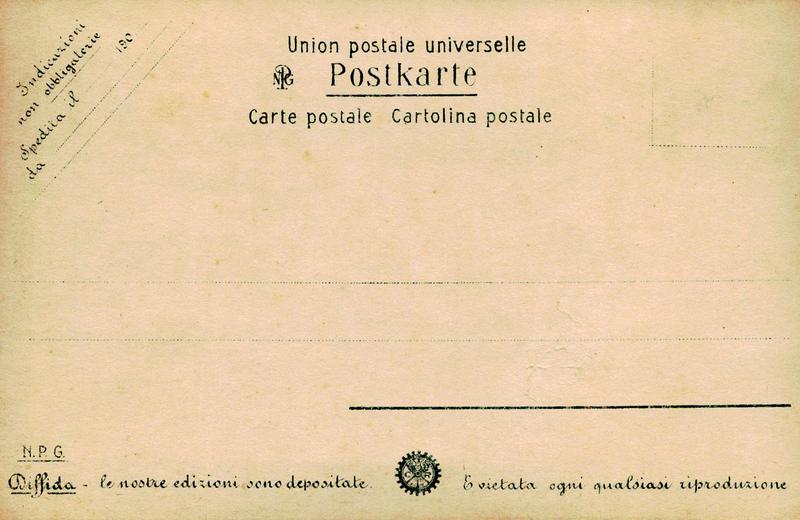 Indicazioni
non obbligatorie
Spedita il 190
da
Union postale universelle
NPG Postkarte
Carte postale Cartolina postale
N.P.G.
Diffida - le nostre edizioni sono depositate. E vietata ogni qualsiasi riproduzione